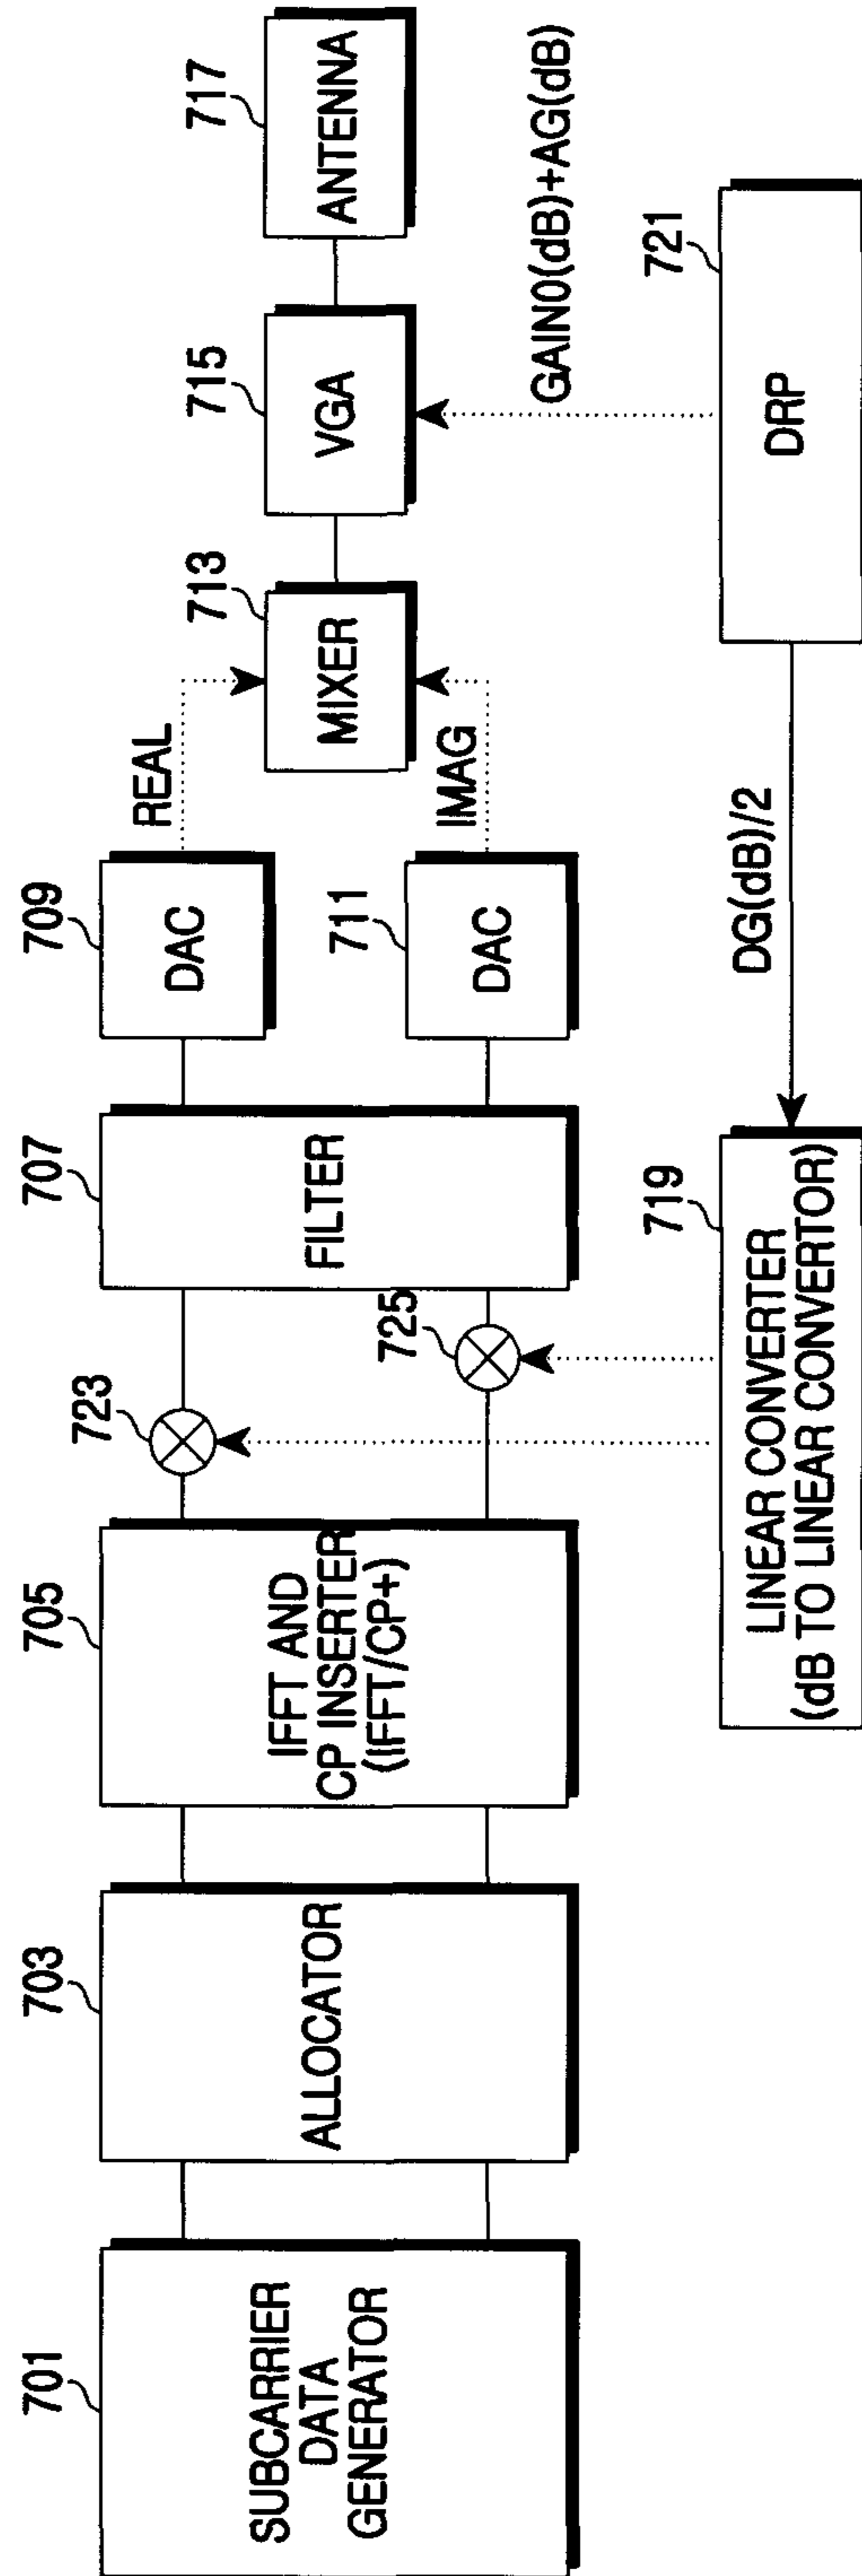 701
SUBCARRIER
DATA
GENERATOR
703
ALLOCATOR
705
IFFT AND
CP INSERTER
(IFFT/CP+)
723
725
707
FILTER
709
DAC
711
DAC
REAL
IMAG
713
MIXER
715
VGA
717
ANTENNA
GAIN0(dB)+AG(dB)
719
LINEAR CONVERTER
(dB TO LINEAR CONVERTOR)
DG(dB)/2
721
DRP